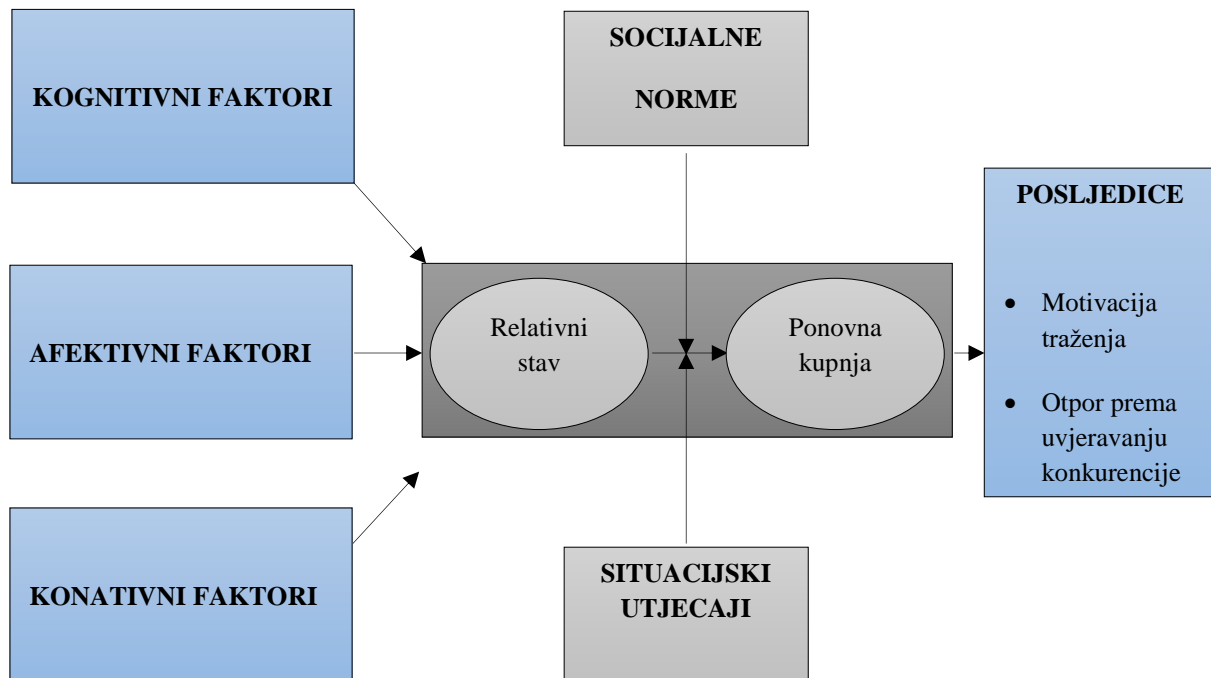 KOGNITIVNI FAKTORI
AFEKTIVNI FAKTORI
KONATIVNI FAKTORI
SOCIJALNE
NORME
Relativni
stav
Ponovna
kupnja
SITUACIJSKI
UTJECAJI
POSLJEDICE
• Motivacija
traženja
• Otpor prema
uvjeravanju
konkurencije